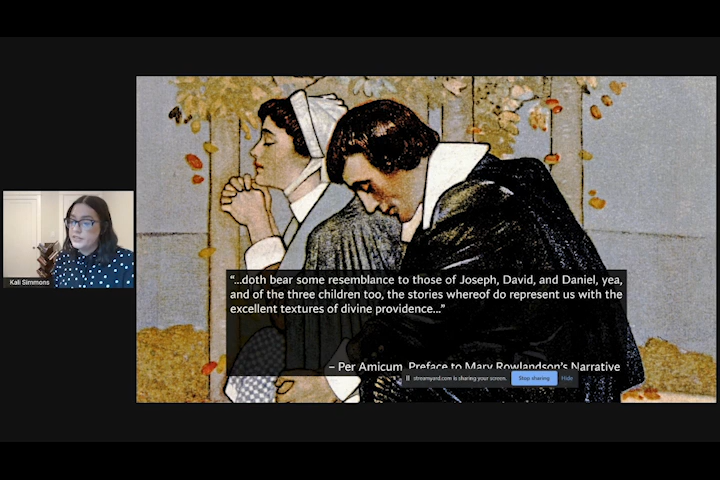 Kali Simmons
“...doth bear some resemblance to those of Joseph, David, and Daniel, yea,
and of the three children too, the stories whereof do represent us with the
excellent textures of divine providence...”
– Per Amicum, Preface to Mary Rowlandson’s Narrative
streamyard.com is sharing your screen.
Stop sharing
Hide